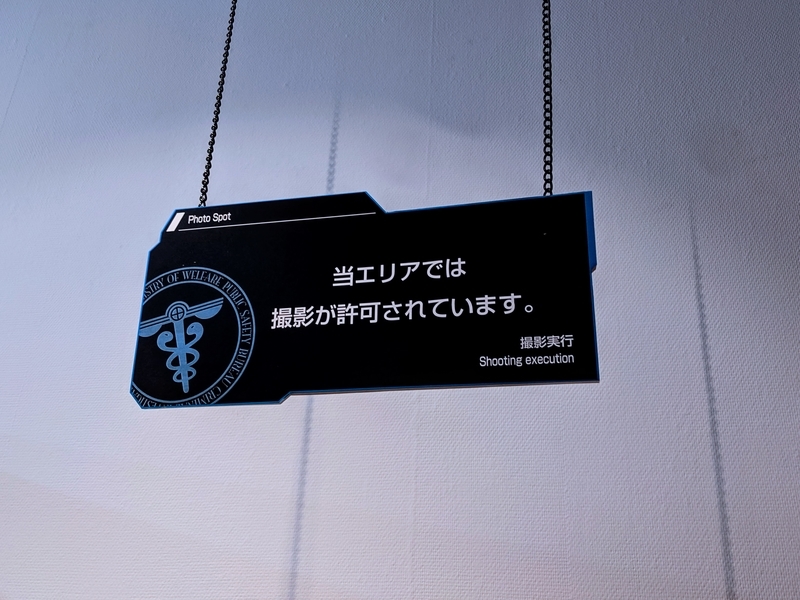 Photo Spot
当エリアでは
撮影が許可されています。
撮影実行
Shooting execution
OF WELFARE PUBLIC SAFETY BUREAU